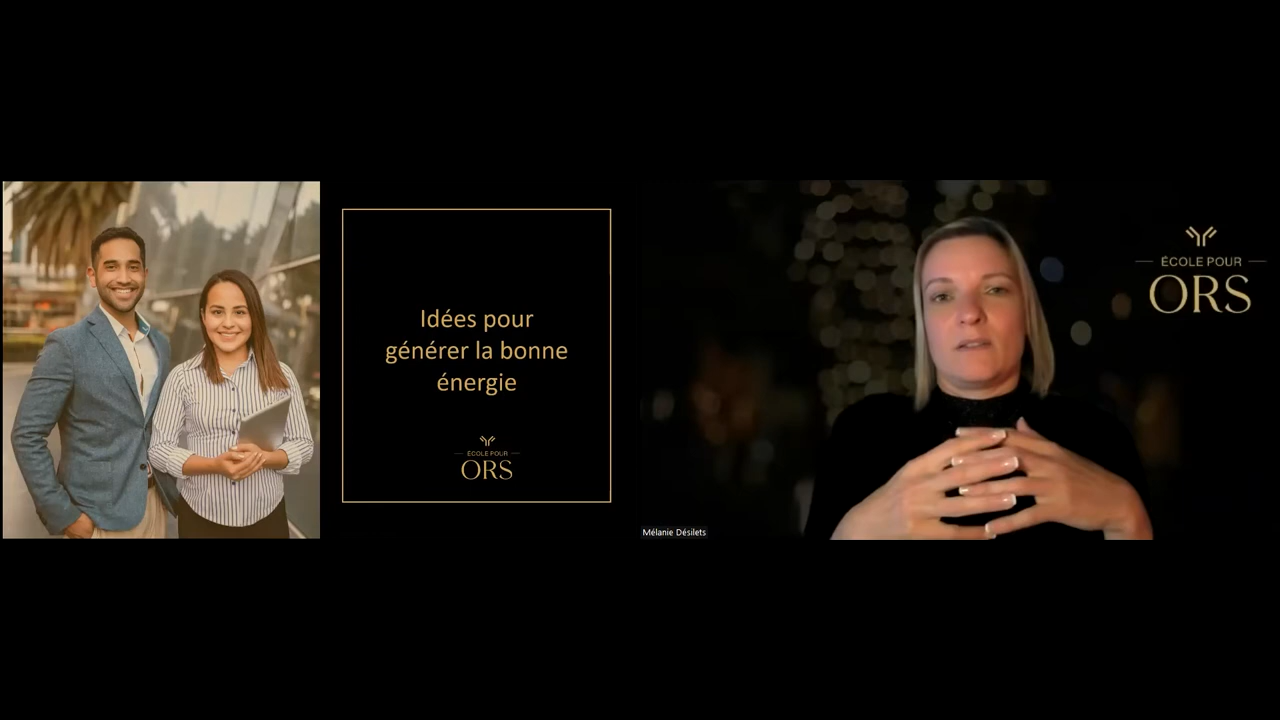 Idées pour
générer la bonne
énergie
ÉCOLE POUR
ORS
Mélanie Désilets
ÉCOLE POUR
ORS